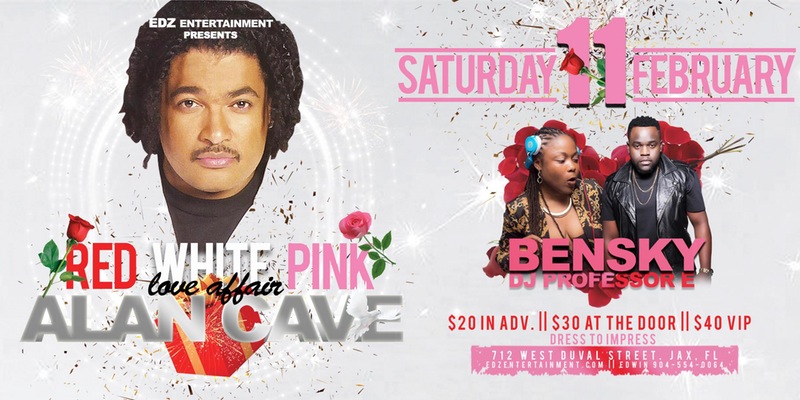 EDZ ENTERTAINMENT
PRESENTS
RED WHITE PINK
love affair
ALAN CAVE
SATURDAY 11 FEBRUARY
BENSKY
DJ PROFESSOR E
$20 IN ADV. || $30 AT THE DOOR || $40 VIP
DRESS TO IMPRESS
712 WEST DUVAL STREET, JAX, FL
EDZENTERTAINMENT.COM || EDWIN 904-554-0064